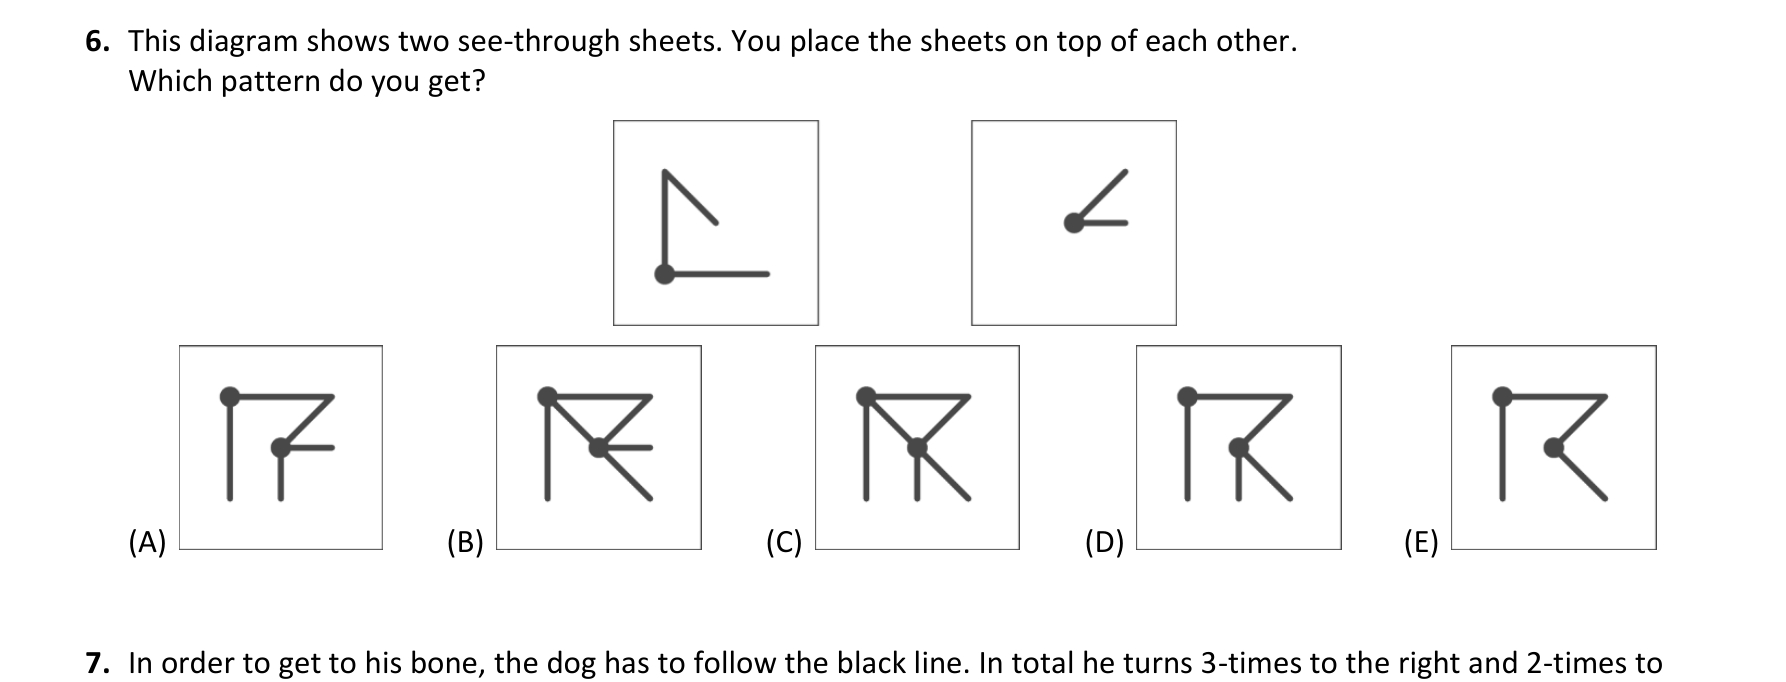 6. This diagram shows two see-through sheets. You place the sheets on top of each other.
Which pattern do you get?
(A) (B) (C) (D) (E)
7. In order to get to his bone, the dog has to follow the black line. In total he turns 3-times to the right and 2-times to